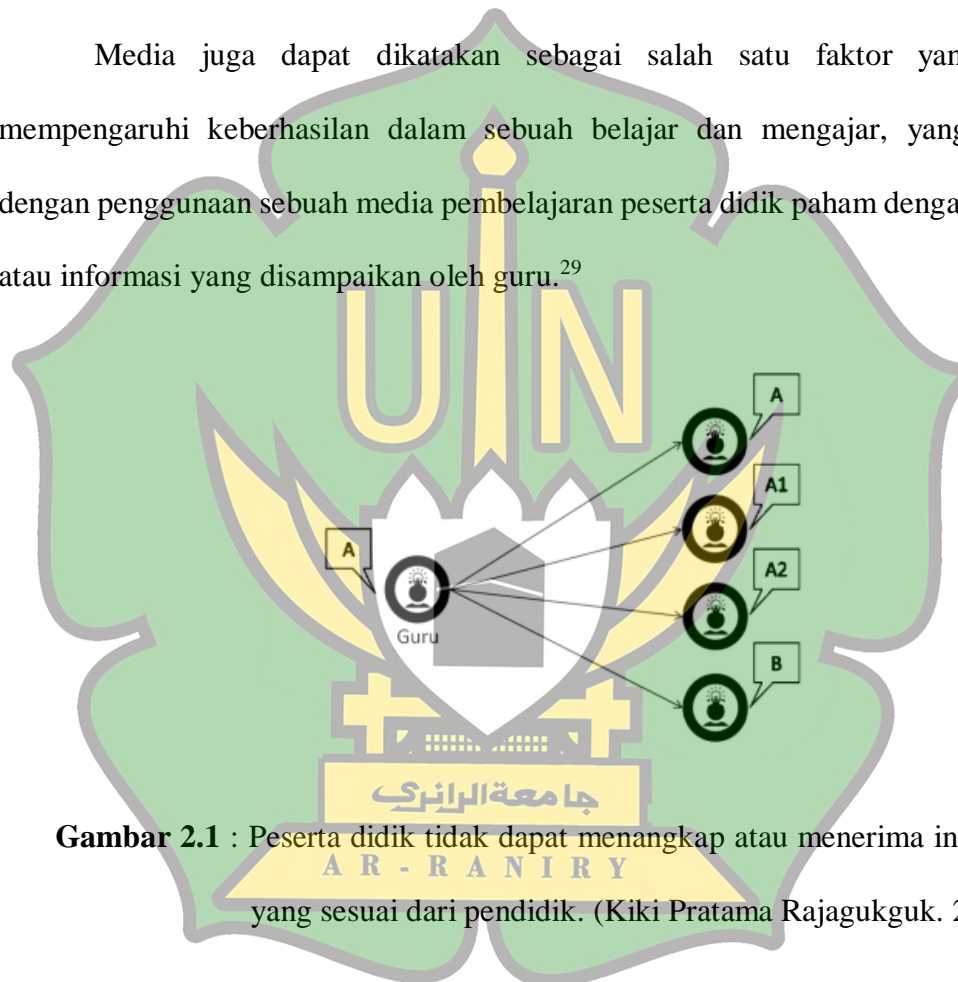 Media juga dapat dikatakan sebagai salah satu faktor yan
mempengaruhi keberhasilan dalam sebuah belajar dan mengajar, yang
dengan penggunaan sebuah media pembelajaran peserta didik paham denga
atau informasi yang disampaikan oleh guru.29
UIN
A
A1
A
A2
Guru
B
جامعة الرانري
Gambar 2.1 : Peserta didik tidak dapat menangkap atau menerima in
AR-RANIRY
yang sesuai dari pendidik. (Kiki Pratama Rajagukguk. 2